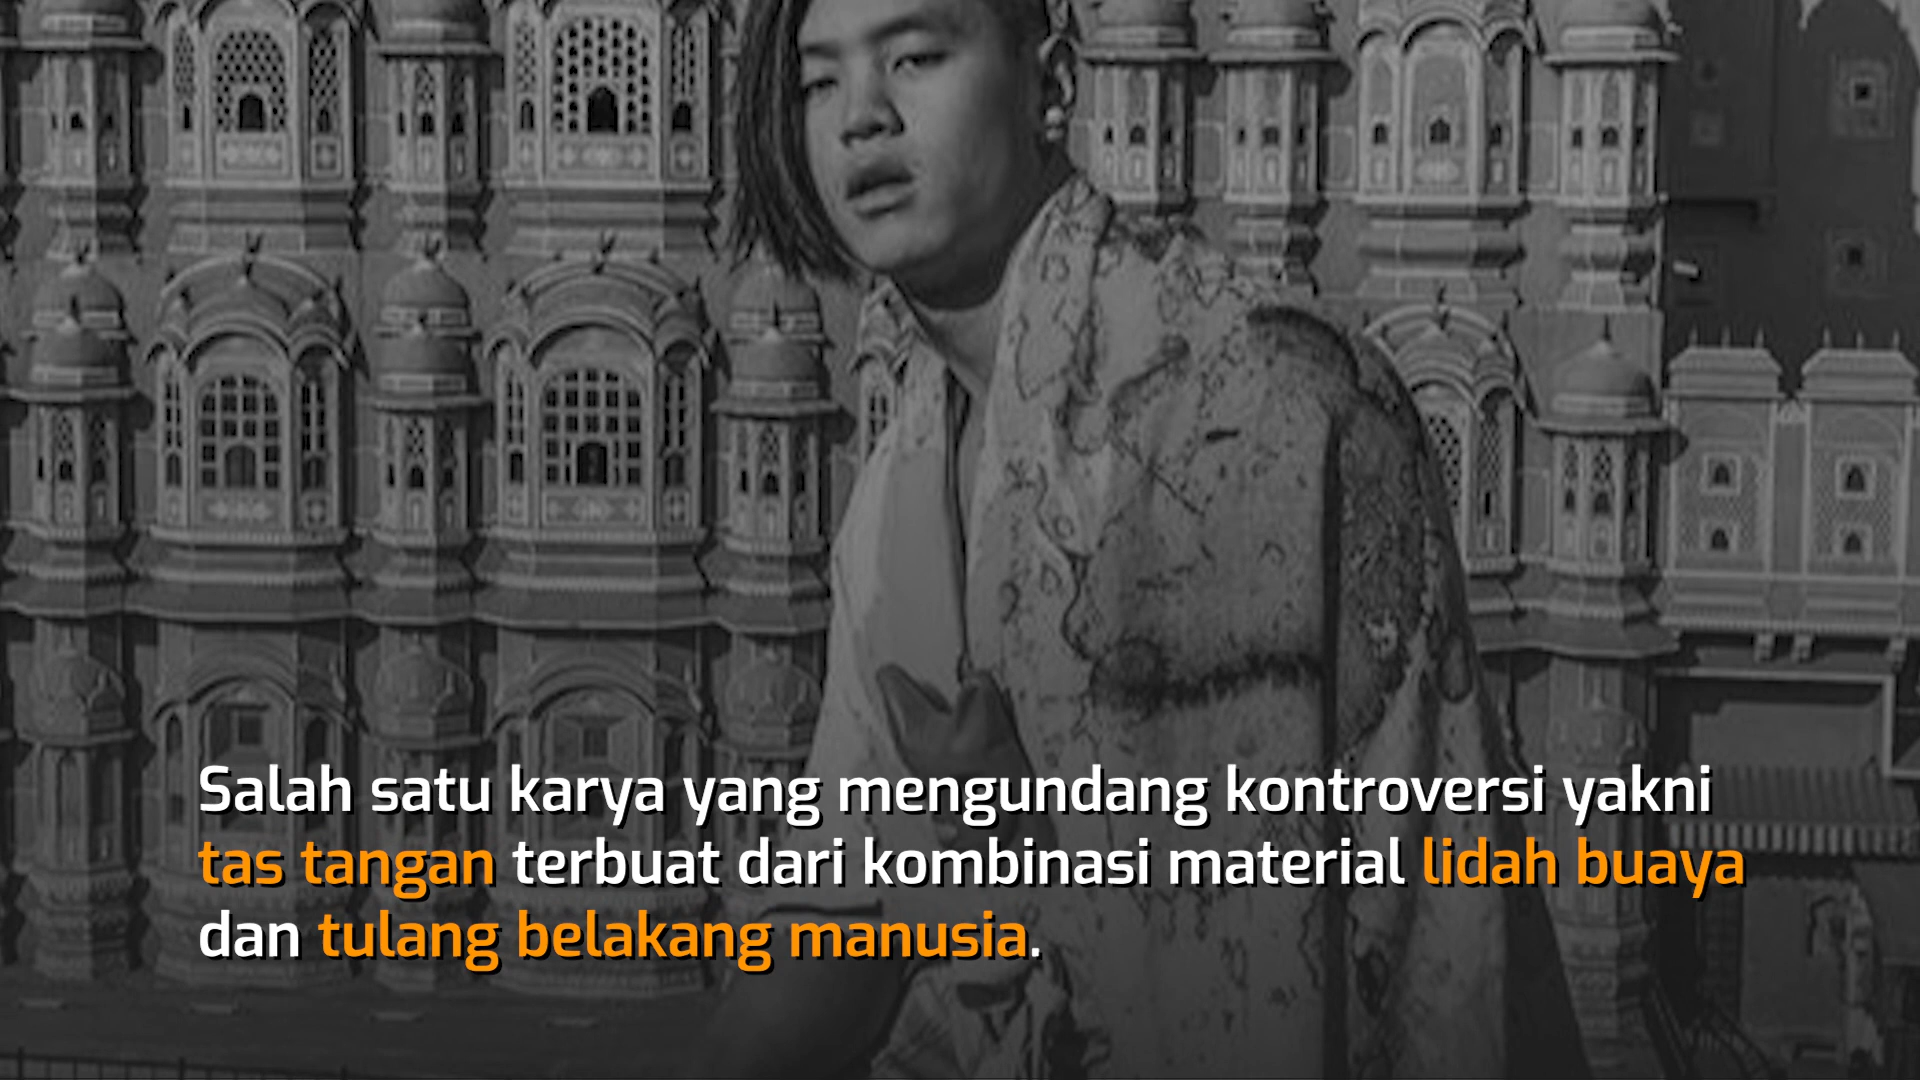 Salah satu karya yang mengundang kontroversi yakni
tas tangan terbuat dari kombinasi material lidah buaya
dan tulang belakang manusia.